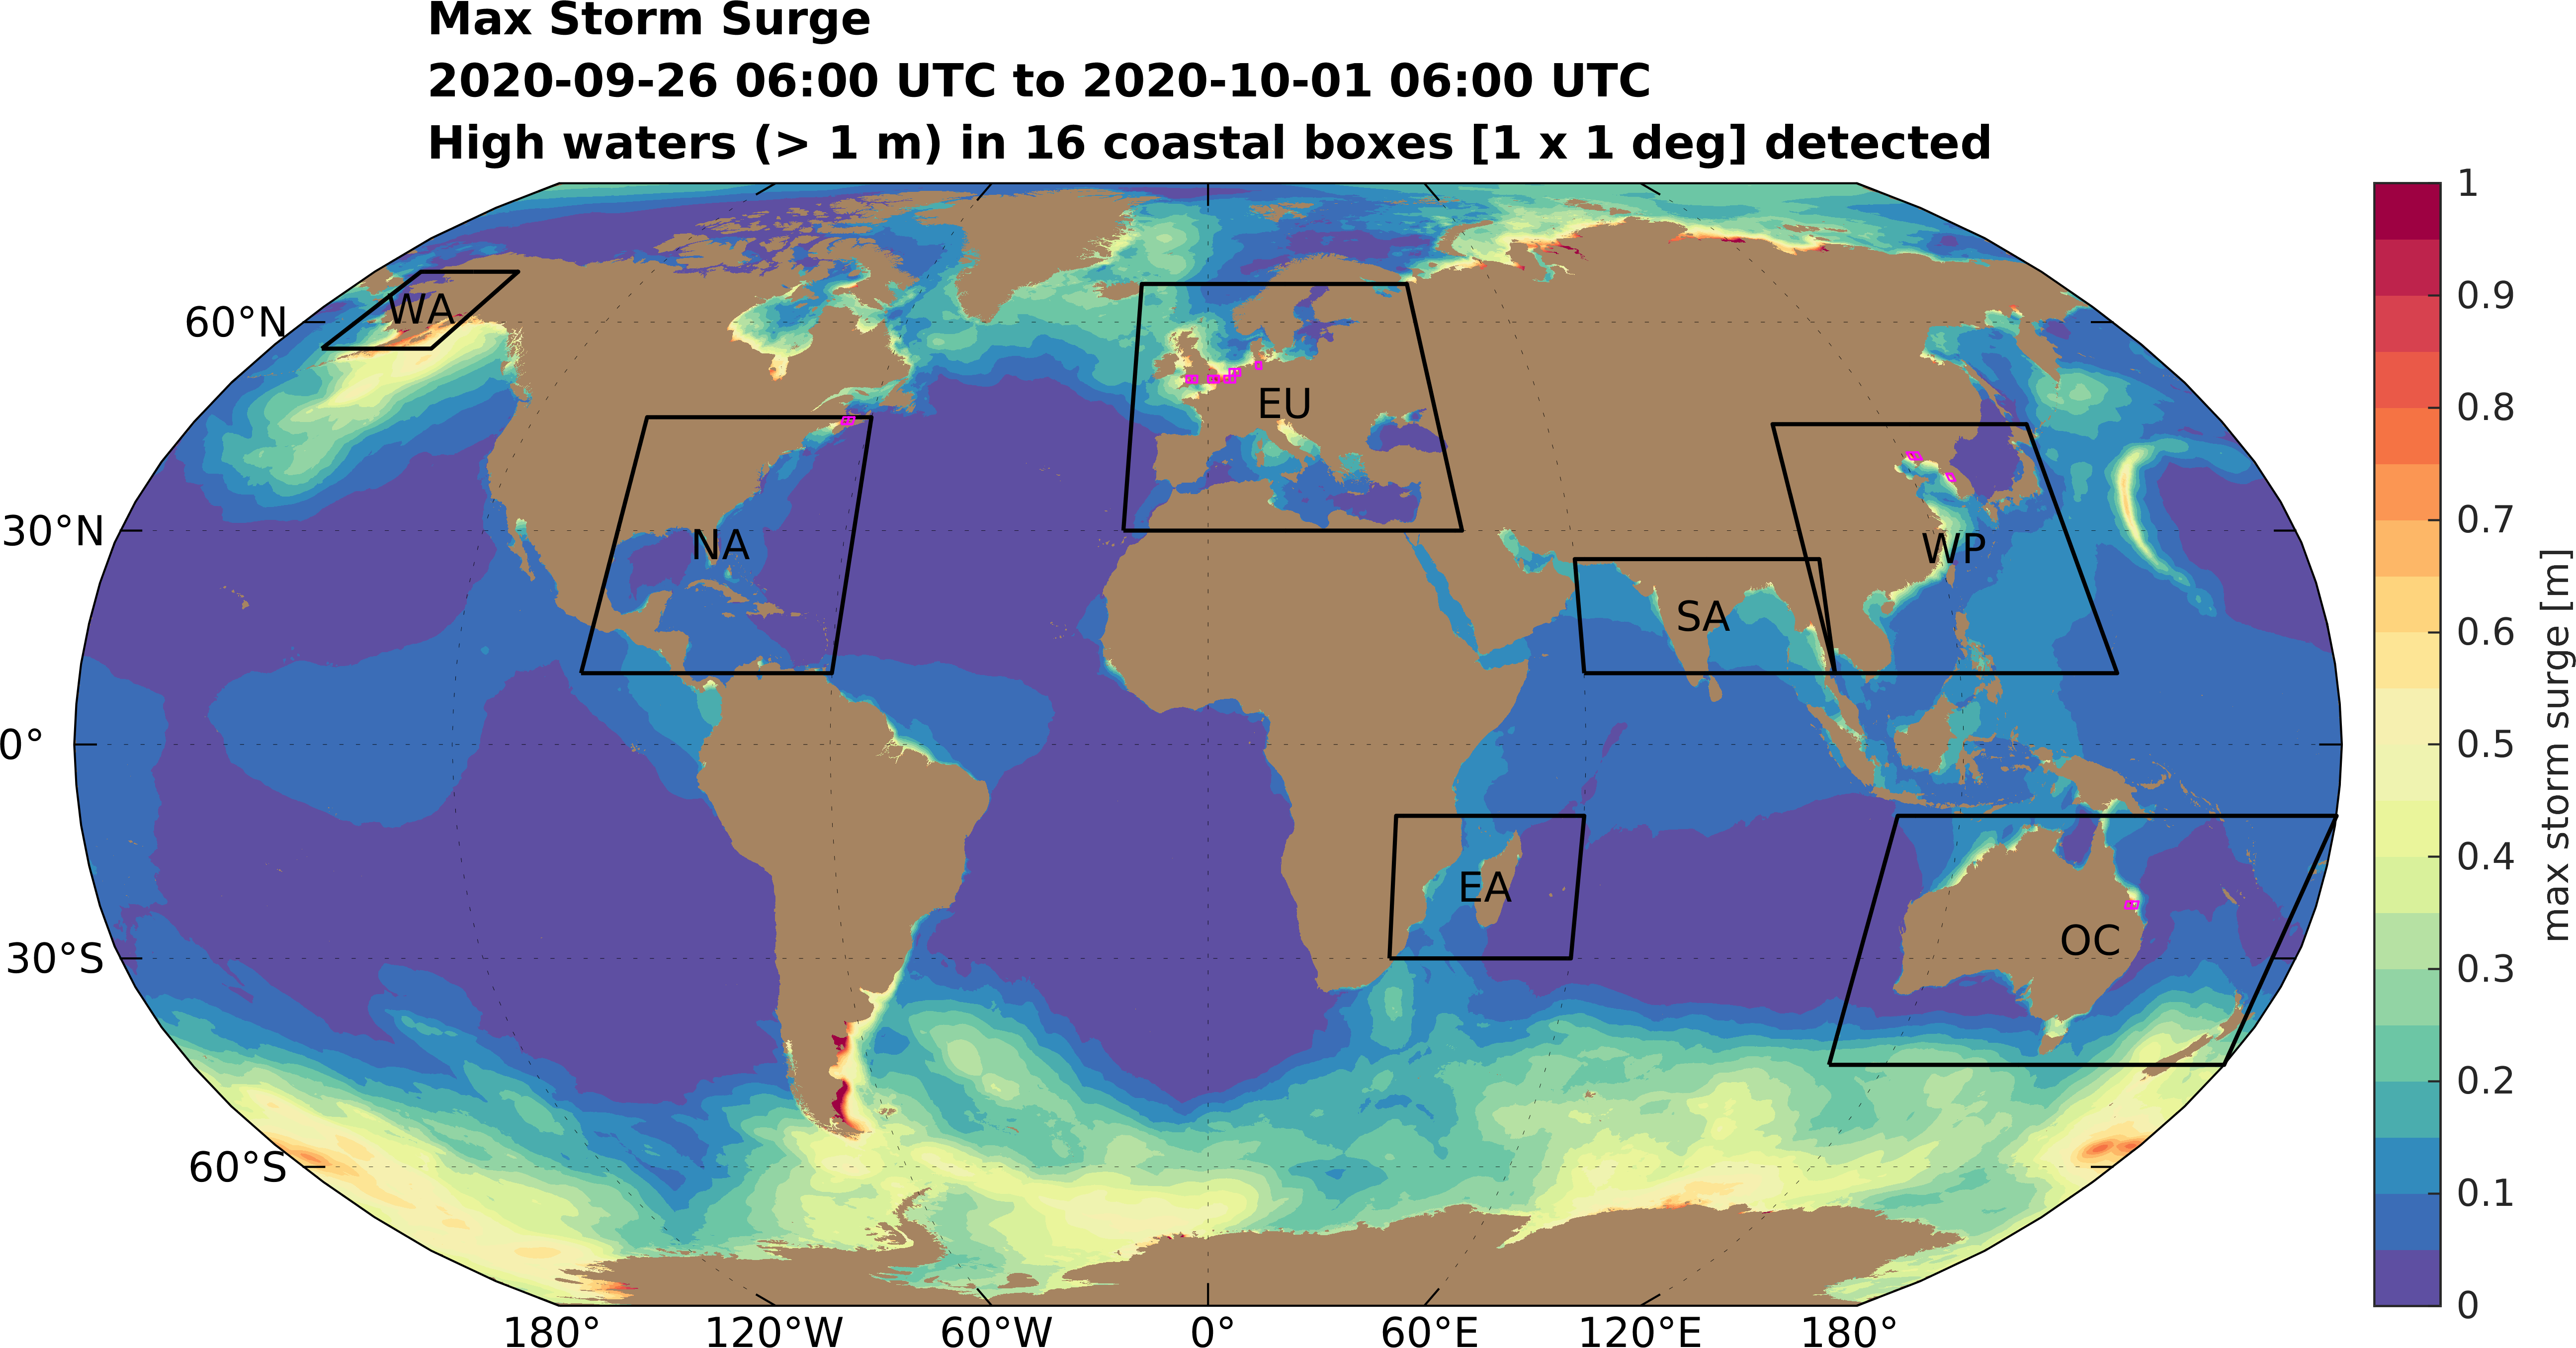 Max Storm Surge
2020-09-26 06:00 UTC to 2020-10-01 06:00 UTC
High waters (> 1 m) in 16 coastal boxes [1 x 1 deg] detected
60°N
30°N
0°
30°S
60°S
180°
120°W
60°W
0°
60°E
120°E
180°
WA
NA
EU
SA
WP
EA
OC
1
0.9
0.8
0.7
0.6
0.5
0.4
0.3
0.2
0.1
0
max storm surge [m]